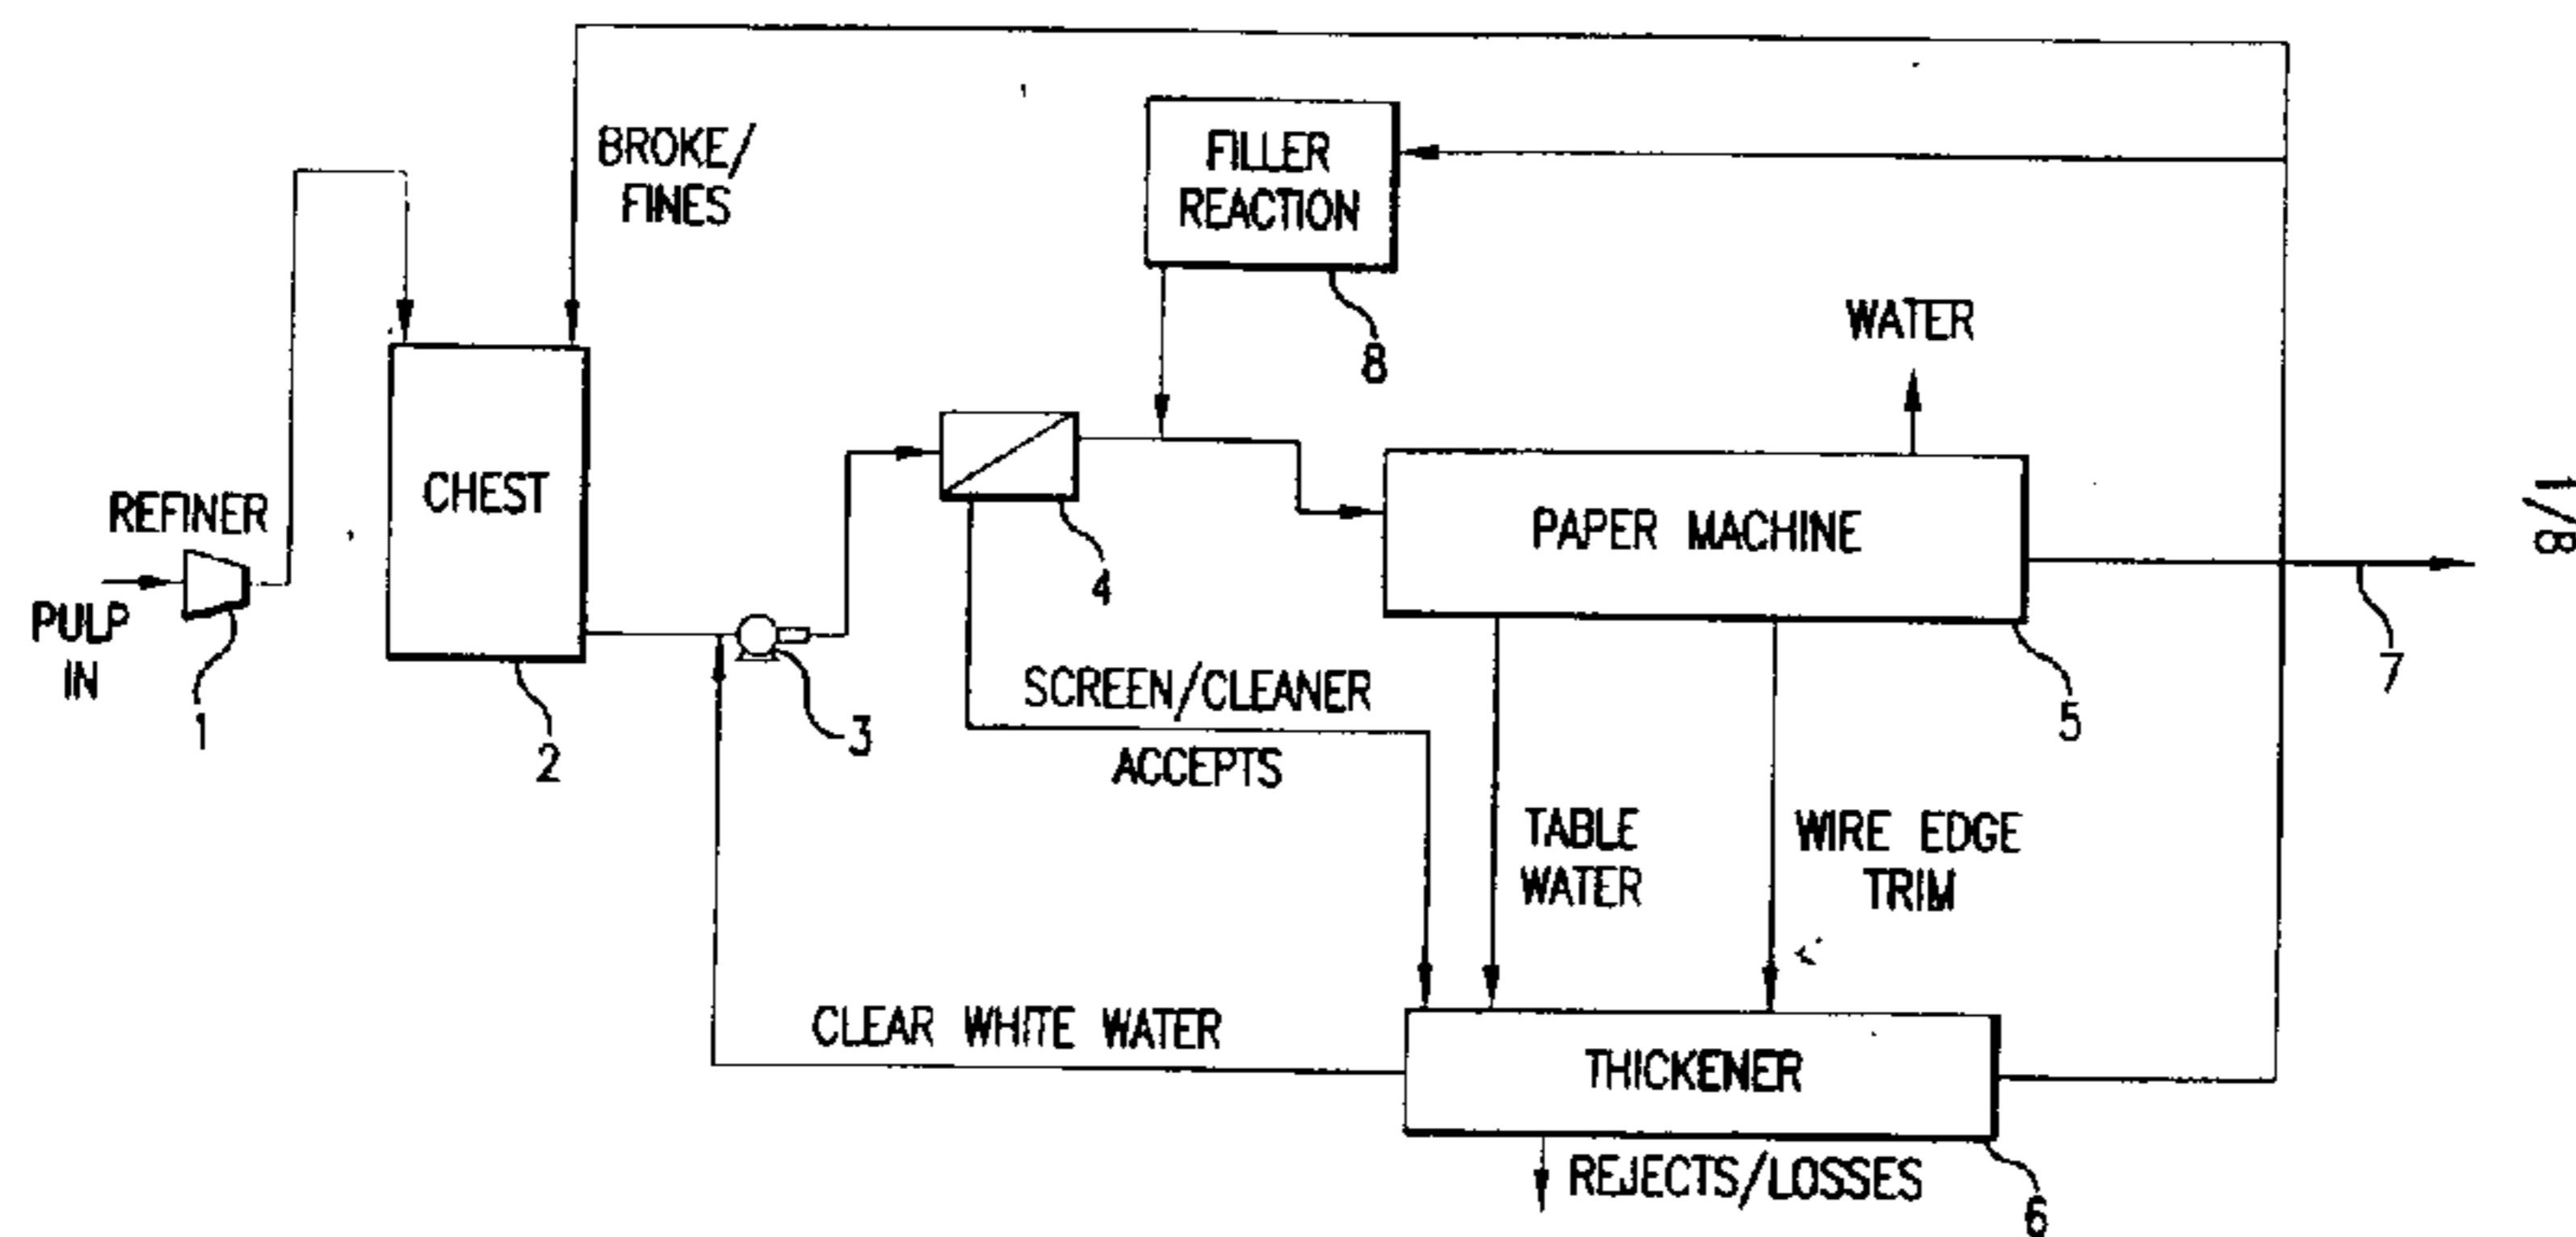 BROKE/
FINES
FILLER
REACTION
8
WATER
CHEST
REFINER
PULP
IN
1
2
3
4
PAPER MACHINE
5
7
1/8
SCREEN/CLEANER
ACCEPTS
TABLE
WATER
WIRE EDGE
TRIM
CLEAR WHITE WATER
THICKENER
REJECTS/LOSSES
6